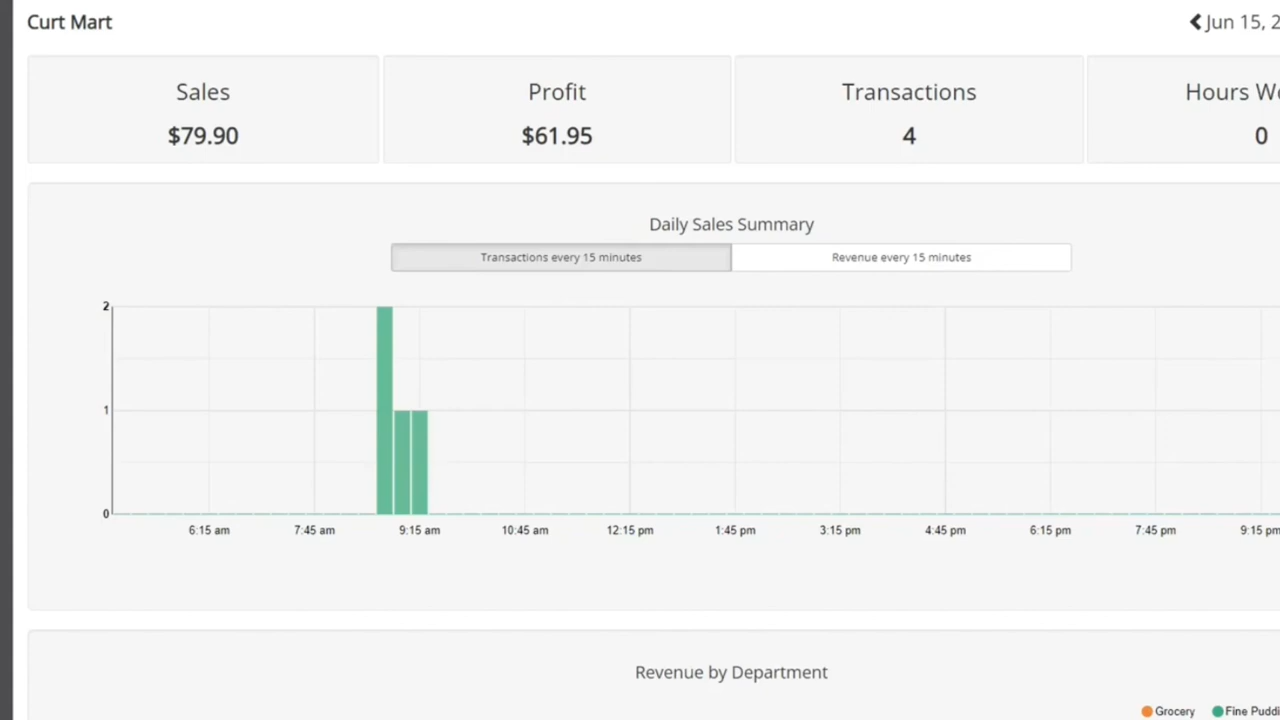 Curt Mart
Jun 15, 2
Sales
$79.90
Profit
$61.95
Transactions
4
Hours Wo
0
Daily Sales Summary
Transactions every 15 minutes
Revenue every 15 minutes
2
1
0
6:15 am
7:45 am
9:15 am
10:45 am
12:15 pm
1:45 pm
3:15 pm
4:45 pm
6:15 pm
7:45 pm
9:15 pm
Revenue by Department
Grocery
Fine Puddi